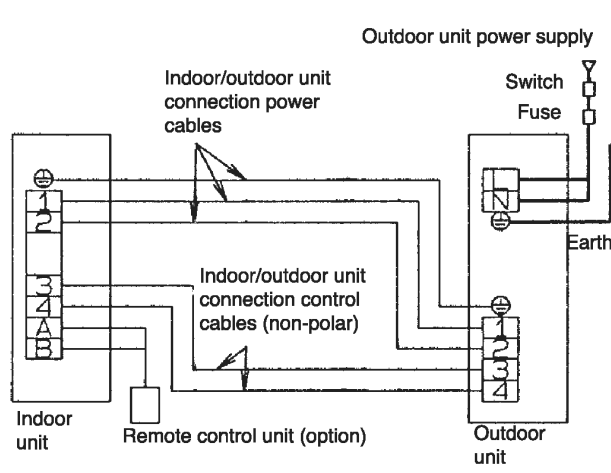 Outdoor unit power supply
Switch
Fuse
Indoor/outdoor unit
connection power
cables
1
2
3
4
A
B
L
N
Earth
Indoor/outdoor unit
connection control
cables (non-polar)
1
2
3
4
Indoor
unit
Remote control unit (option)
Outdoor
unit